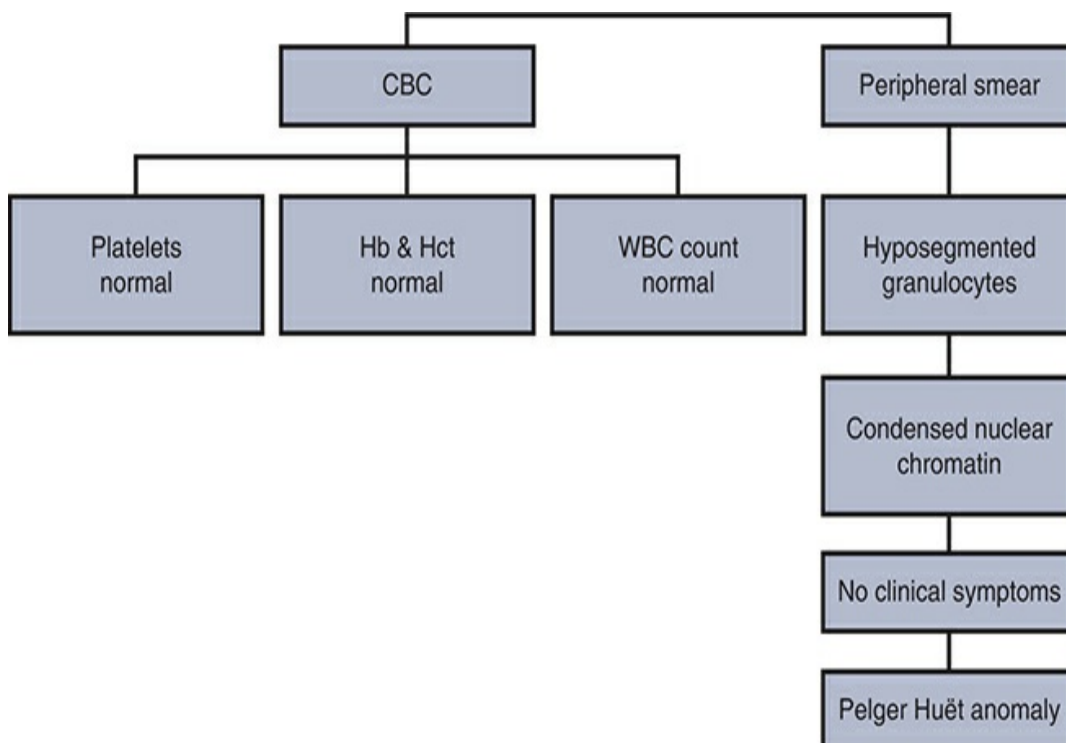 CBC
Peripheral smear
Platelets
normal
Hb & Hct
normal
WBC count
normal
Hyposegmented
granulocytes
Condensed nuclear
chromatin
No clinical symptoms
Pelger Huët anomaly